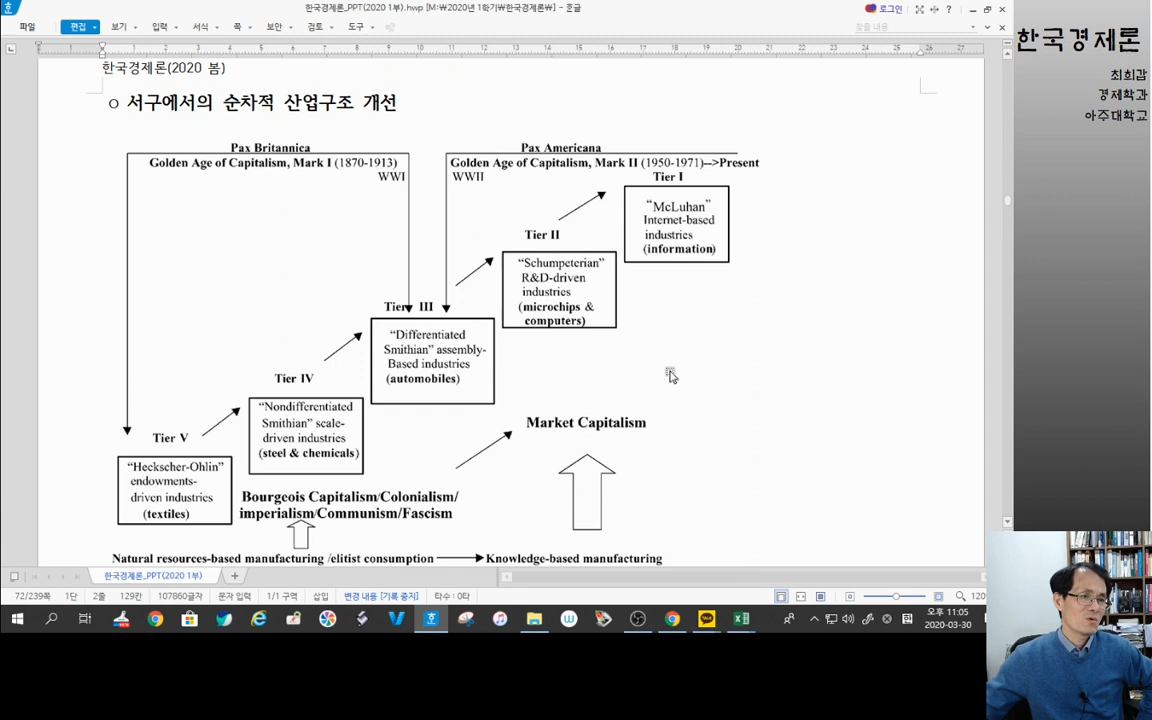 한국경제론_PPT(2020 1부).hwp [M:₩2020년 1학기₩한국경제론₩] - 한글
로그인
파일 편집 보기 입력 서식 쪽 보안 검토 도구
찾을 내용
한국경제론
최희갑
경제학과
아주대학교
한국경제론(2020 봄)
o 서구에서의 순차적 산업구조 개선
Pax Britannica
Pax Americana
Golden Age of Capitalism, Mark I (1870-1913)
Golden Age of Capitalism, Mark II (1950-1971)-->Present
WWI
WWII
Tier I
“McLuhan”
Internet-based
industries
(information)
Tier II
“Schumpeterian”
R&D-driven
industries
(microchips &
computers)
Tier III
“Differentiated
Smithian” assembly-
Based industries
(automobiles)
Tier IV
“Nondifferentiated
Smithian” scale-
driven industries
(steel & chemicals)
Tier V
“Heckscher-Ohlin”
endowments-
driven industries
(textiles)
Market Capitalism
Bourgeois Capitalism/Colonialism/
imperialism/Communism/Fascism
Natural resources-based manufacturing /elitist consumption
Knowledge-based manufacturing
한국경제론_PPT(2020 1부)
72/239쪽 1단 2줄 129칸 107860글자 문자 입력 1/1 구역 삽입 변경 내용 [기록 중지] 타수 : 0타
오후 11:05
2020-03-30